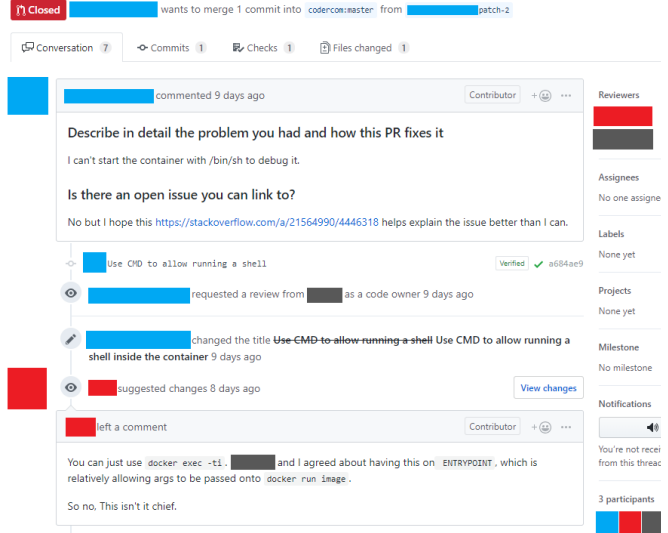 Closed wants to merge 1 commit into codercom:master from patch-2
Conversation 7 Commits 1 Checks 1 Files changed 1
commented 9 days ago Contributor
Describe in detail the problem you had and how this PR fixes it
I can't start the container with /bin/sh to debug it.
Is there an open issue you can link to?
No but I hope this https://stackoverflow.com/a/21564990/4446318 helps explain the issue better than I can.
Use CMD to allow running a shell Verified a684ae9
requested a review from as a code owner 9 days ago
changed the title Use CMD to allow running a shell Use CMD to allow running a
shell inside the container 9 days ago
suggested changes 8 days ago View changes
left a comment Contributor
You can just use docker exec -ti. and I agreed about having this on ENTRYPOINT, which is
relatively allowing args to be passed onto docker run image.
So no, This isn't it chief.
Reviewers
Assignees
No one assigne
Labels
None yet
Projects
None yet
Milestone
No milestone
Notifications
You're not recei
from this thread
3 participants